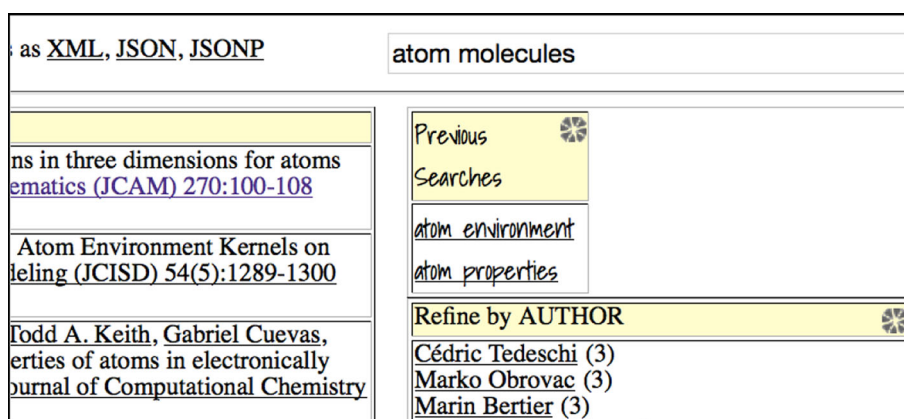 as XML, JSON, JSONP
atom molecules
ns in three dimensions for atoms
ematics (JCAM) 270:100-108
Atom Environment Kernels on
deling (JCISD) 54(5):1289-1300
Todd A. Keith, Gabriel Cuevas,
erties of atoms in electronically
ournal of Computational Chemistry
Previous
Searches
atom environment
atom properties
Refine by AUTHOR
Cédric Tedeschi (3)
Marko Obrovac (3)
Marin Bertier (3)